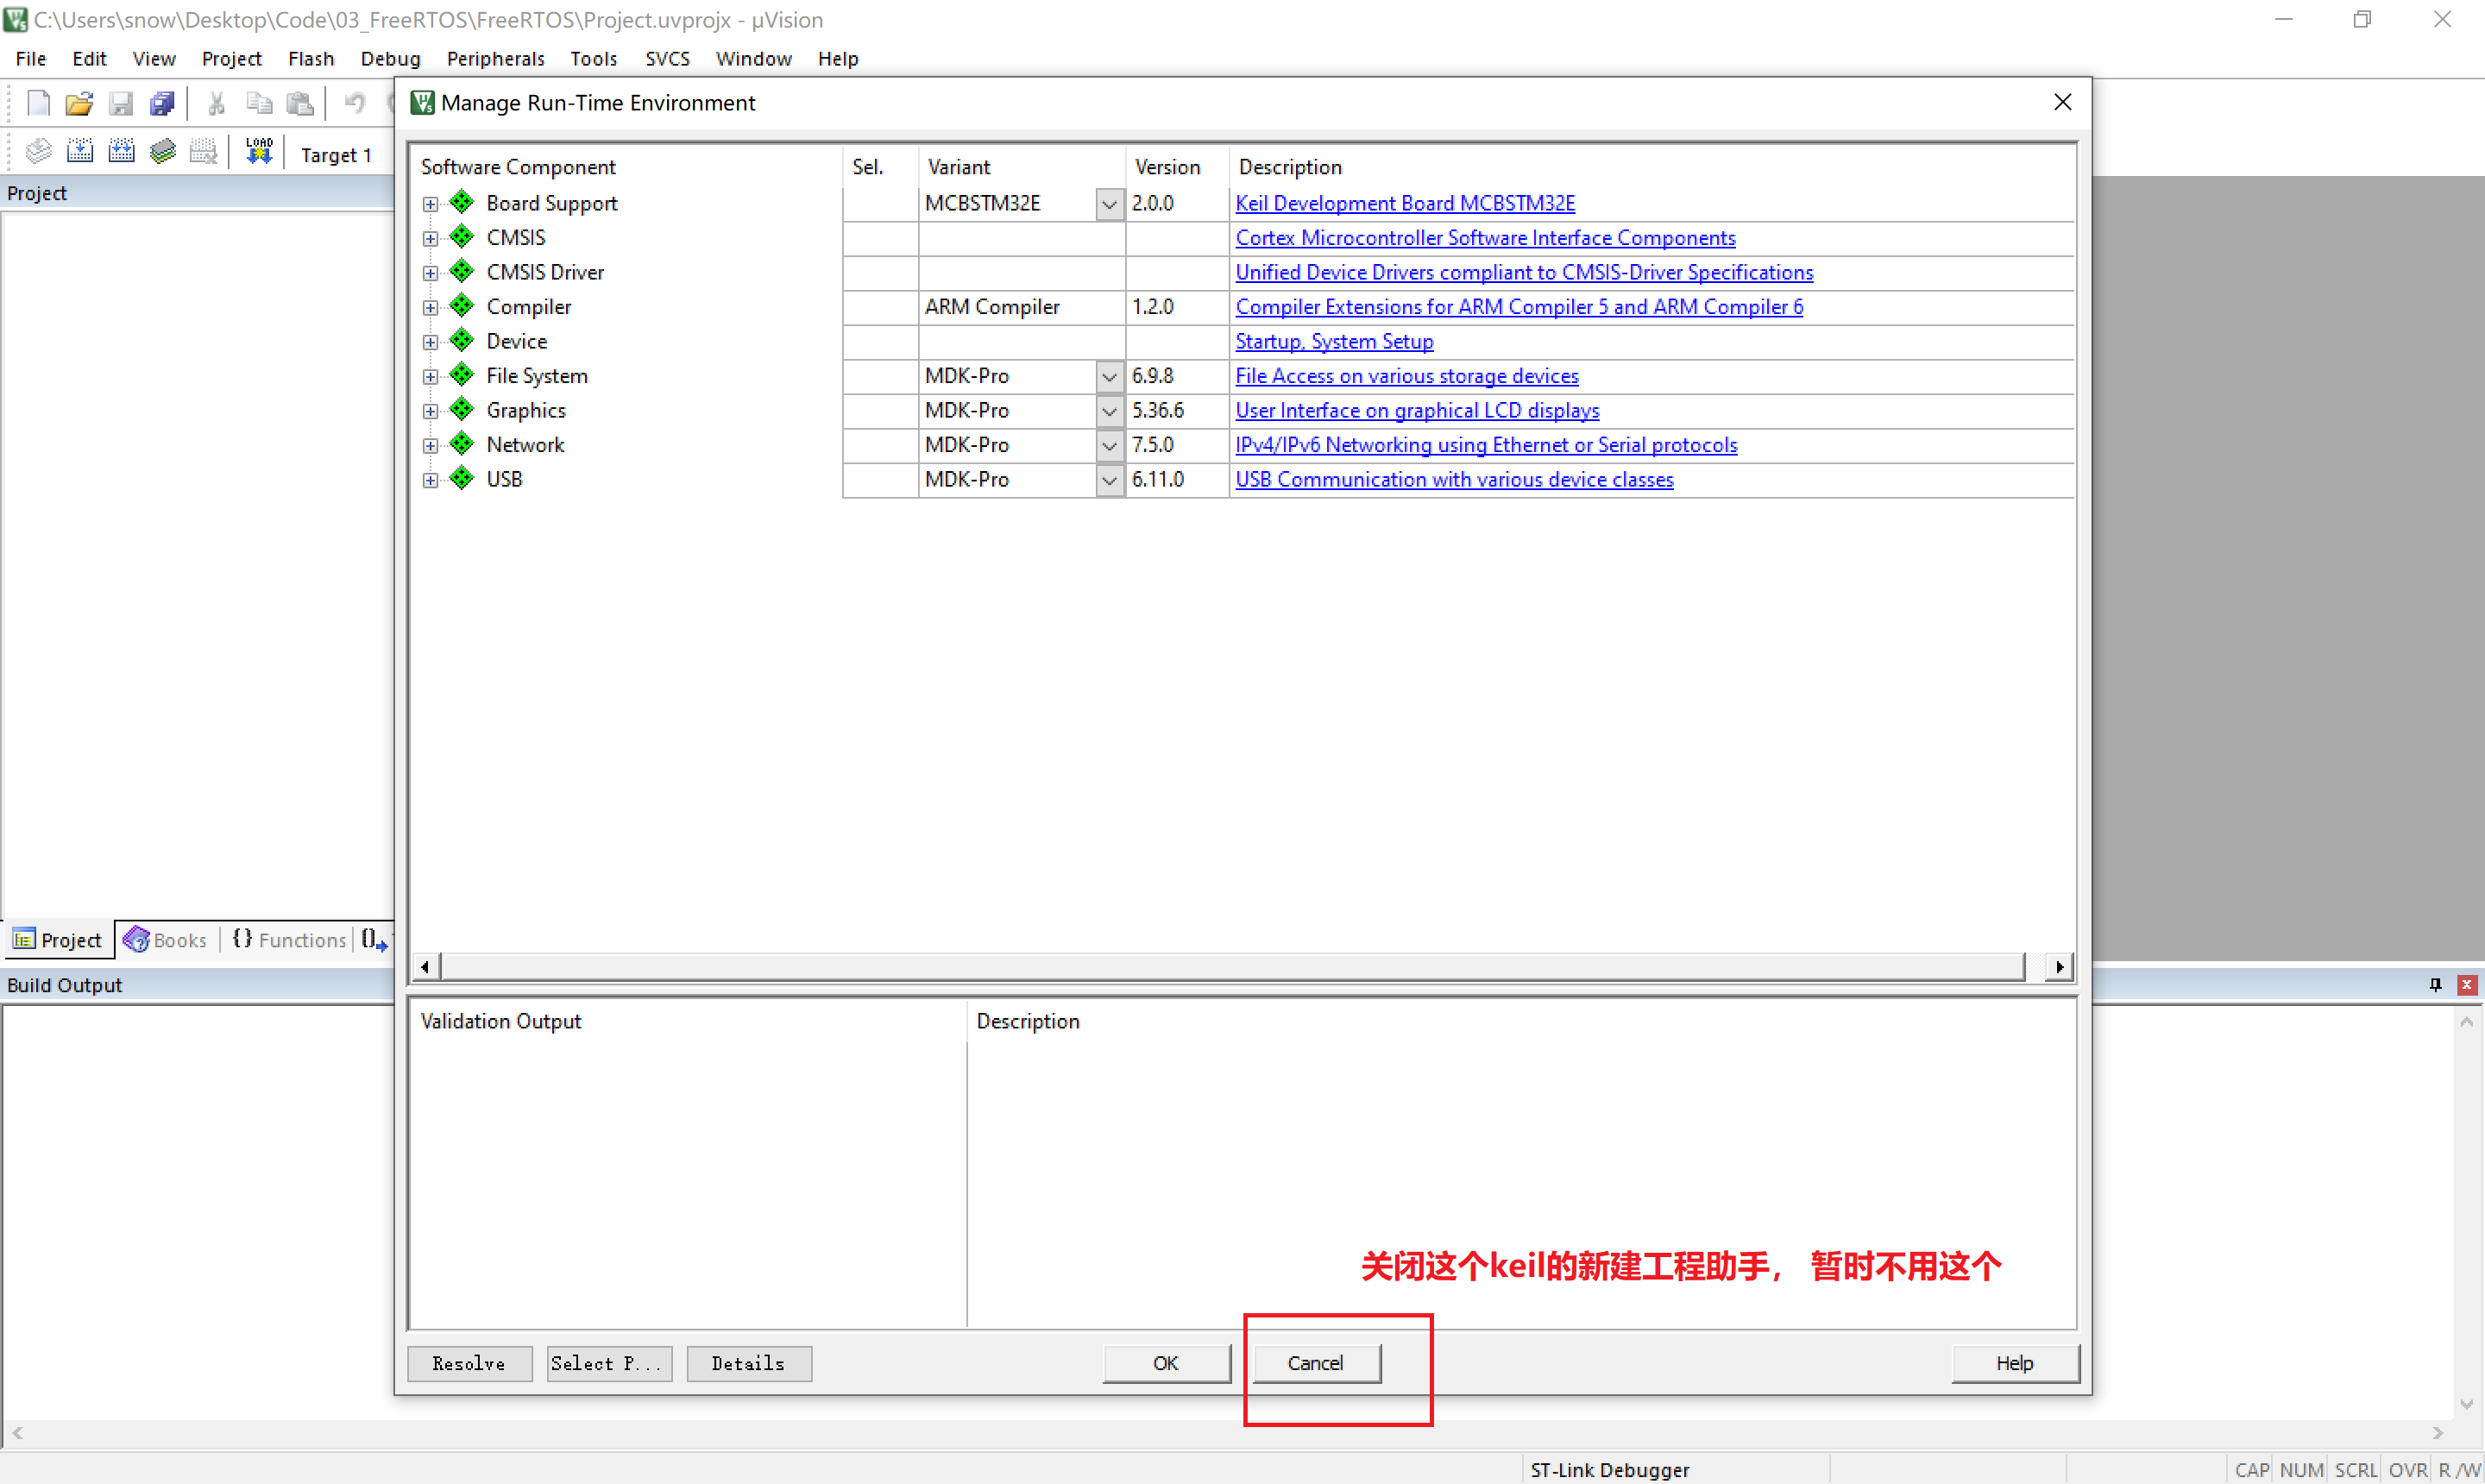 C:\Users\snow\Desktop\Code\03_FreeRTOS\FreeRTOS\Project.uvprojx - µVision
File Edit View Project Flash Debug Peripherals Tools SVCS Window Help
Manage Run-Time Environment
LOAD Target 1
Project
Software Component Sel. Variant Version Description
Board Support MCBSTM32E 2.0.0 Keil Development Board MCBSTM32E
CMSIS Cortex Microcontroller Software Interface Components
CMSIS Driver Unified Device Drivers compliant to CMSIS-Driver Specifications
Compiler ARM Compiler 1.2.0 Compiler Extensions for ARM Compiler 5 and ARM Compiler 6
Device Startup, System Setup
File System MDK-Pro 6.9.8 File Access on various storage devices
Graphics MDK-Pro 5.36.6 User Interface on graphical LCD displays
Network MDK-Pro 7.5.0 IPv4/IPv6 Networking using Ethernet or Serial protocols
USB MDK-Pro 6.11.0 USB Communication with various device classes
Project Books {} Functions
Build Output
Validation Output Description
关闭这个keil的新建工程助手， 暂时不用这个
Resolve Select P... Details OK Cancel Help
ST-Link Debugger CAP NUM SCRL OVR R /W